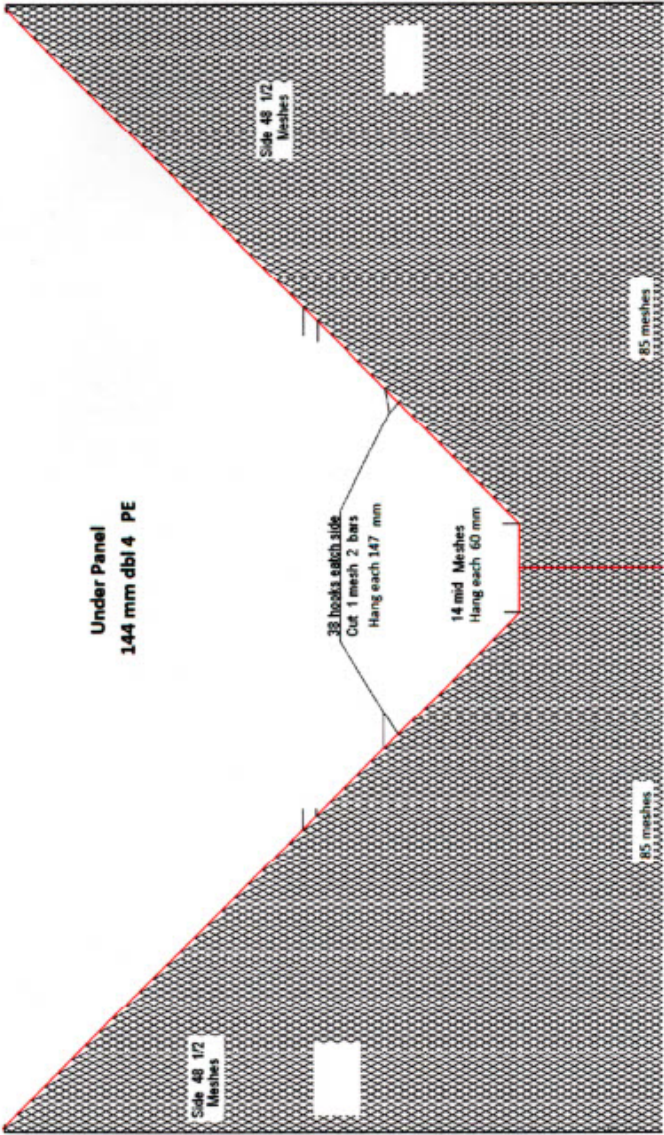 Under Panel
144 mm dbl 4 PE
38 hooks eatch side
Cut 1 mesh 2 bars
Hang each 147 mm
14 mid Meshes
Hang each 60 mm
Side 48 1/2
Meshes
Side 48 1/2
Meshes
85 meshes
85 meshes